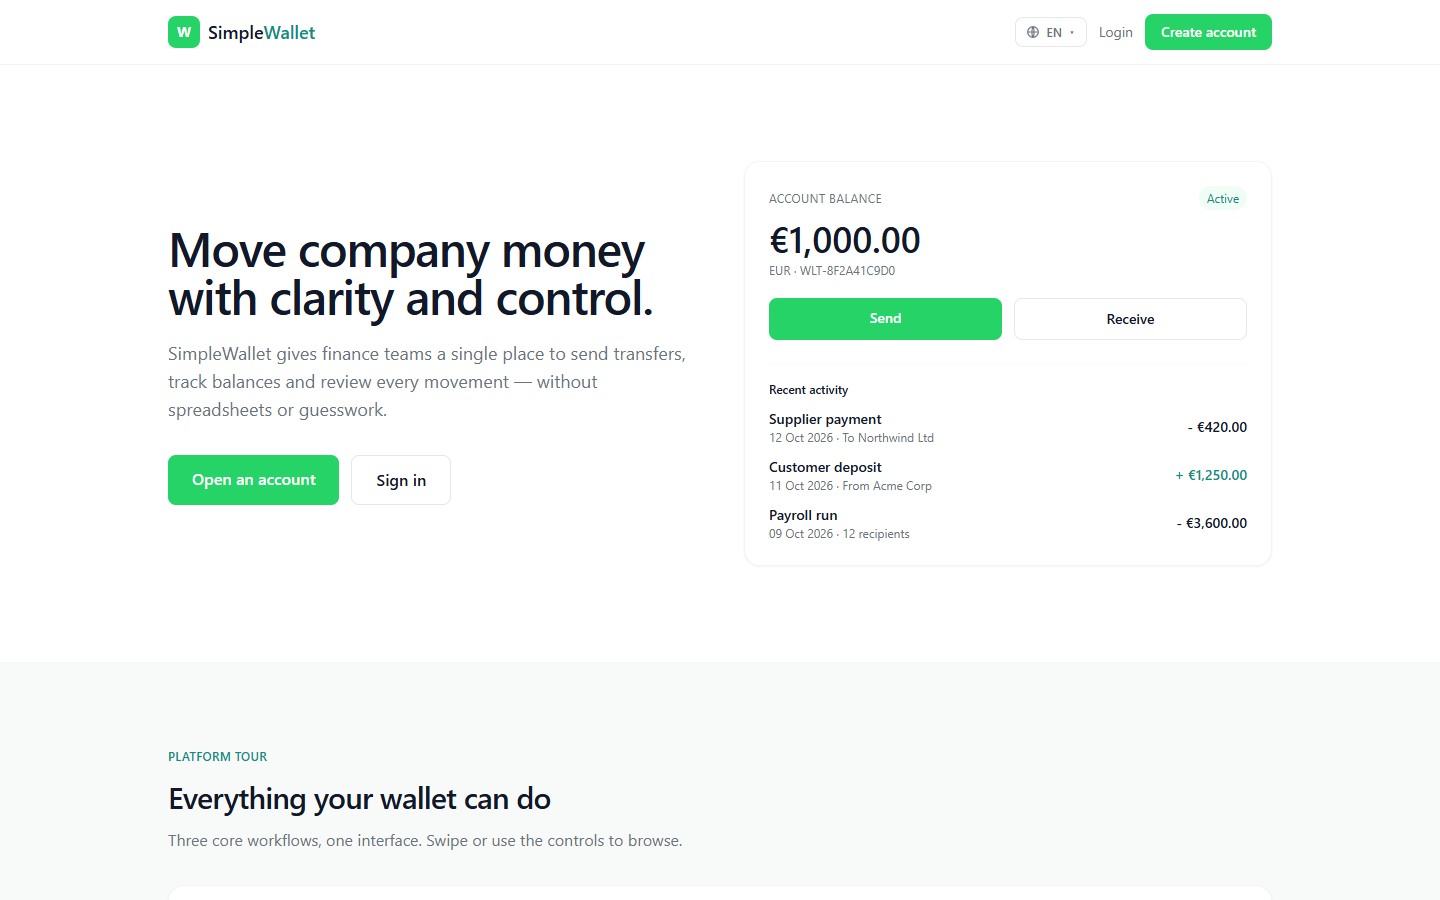 W SimpleWallet
EN
Login
Create account
Move company money
with clarity and control.
SimpleWallet gives finance teams a single place to send transfers,
track balances and review every movement — without
spreadsheets or guesswork.
Open an account
Sign in
ACCOUNT BALANCE
Active
€1,000.00
EUR · WLT-8F2A41C9D0
Send
Receive
Recent activity
Supplier payment
12 Oct 2026 · To Northwind Ltd
- €420.00
Customer deposit
11 Oct 2026 · From Acme Corp
+ €1,250.00
Payroll run
09 Oct 2026 · 12 recipients
- €3,600.00
PLATFORM TOUR
Everything your wallet can do
Three core workflows, one interface. Swipe or use the controls to browse.